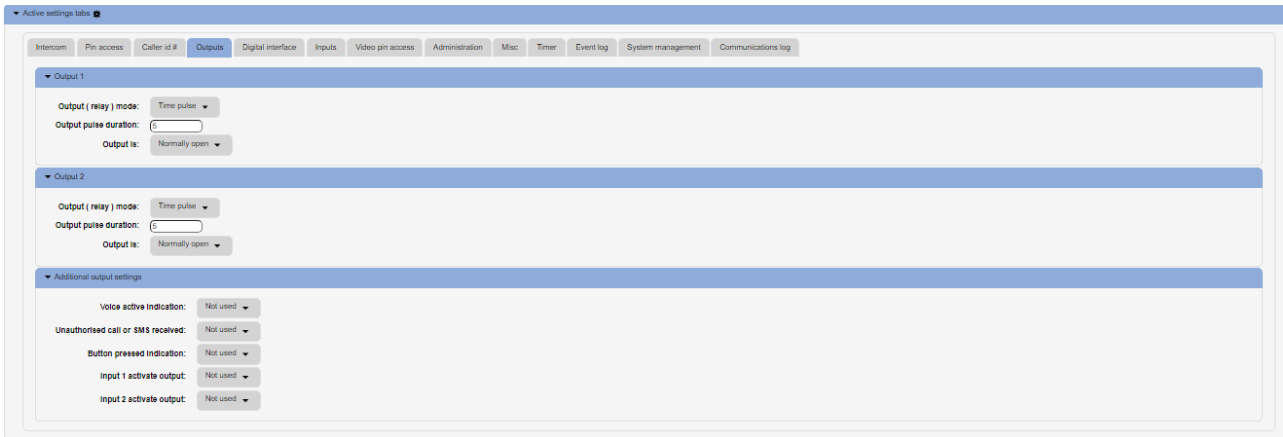 Active settings tabs
Intercom Pin access Caller id # Outputs Digital interface Inputs Video pin access Administration Misc Timer Event log System management Communications log
Output 1
Output ( relay ) mode: Time pulse
Output pulse duration: 5
Output is: Normally open
Output 2
Output ( relay ) mode: Time pulse
Output pulse duration: 5
Output is: Normally open
Additional output settings
Voice active indication: Not used
Unauthorised call or SMS received: Not used
Button pressed indication: Not used
Input 1 activate output: Not used
Input 2 activate output: Not used